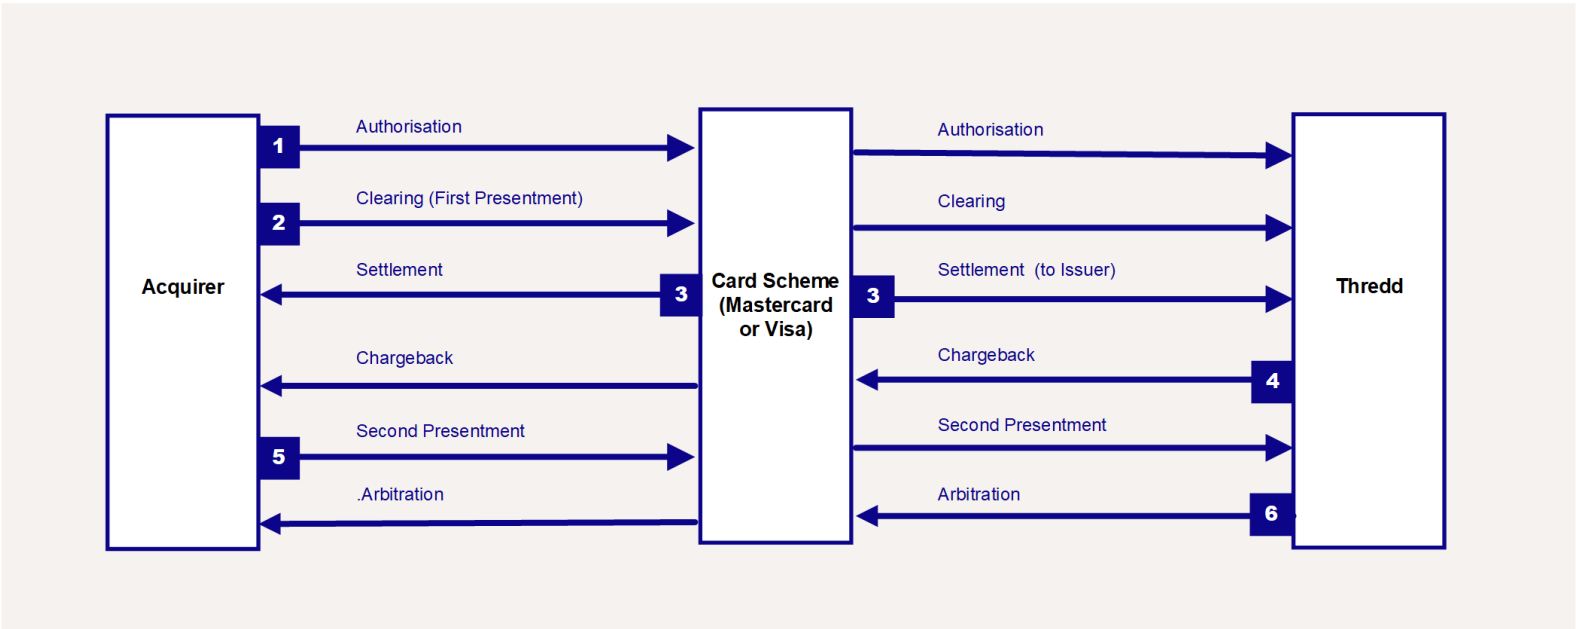 Authorisation
Authorisation
1
Clearing (First Presentment)
Clearing
2
Settlement
Settlement  (to Issuer)
Acquirer
3
Card Scheme
(Mastercard
or Visa)
3
Thredd
Chargeback
Chargeback
4
Second Presentment
Second Presentment
5
.Arbitration
Arbitration
6